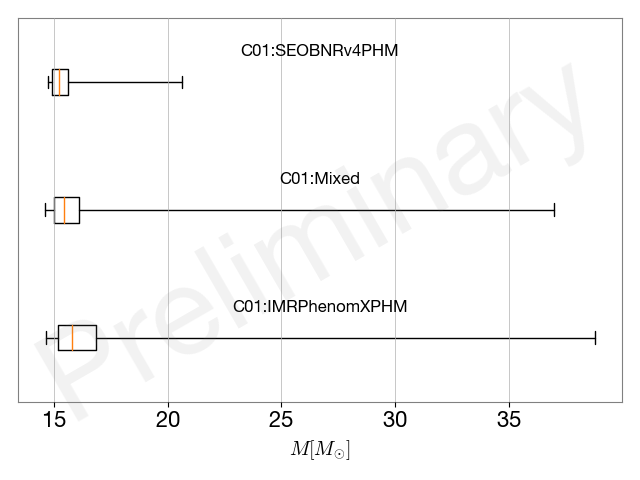 C01:SEOBNRv4PHM
C01:Mixed
C01:IMRPhenomXPHM
Preliminary
15 20 25 30 35
M[M⊙]